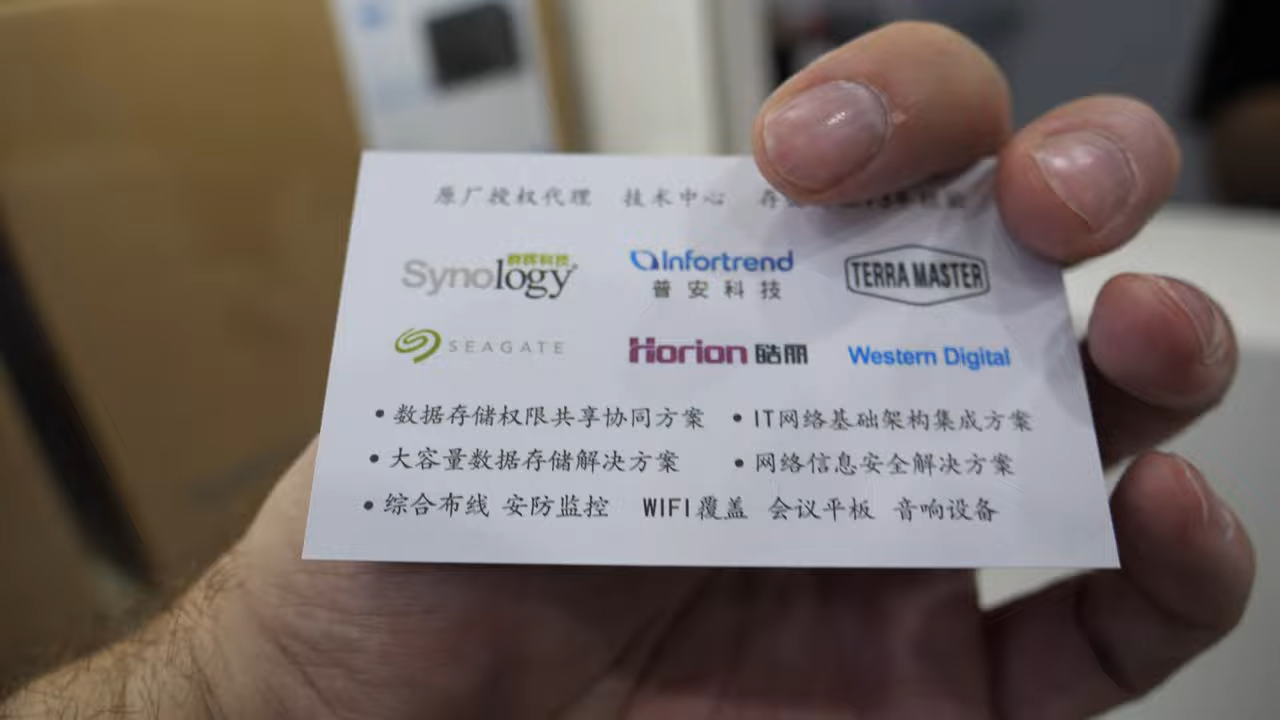 原厂授权代理 技术中心 存
群晖科技
Synology
Infortrend
普安科技
TERRA MASTER
SEAGATE
Horion 皓丽
Western Digital
• 数据存储权限共享协同方案 • IT网络基础架构集成方案
• 大容量数据存储解决方案 • 网络信息安全解决方案
• 综合布线 安防监控 WIFI覆盖 会议平板 音响设备